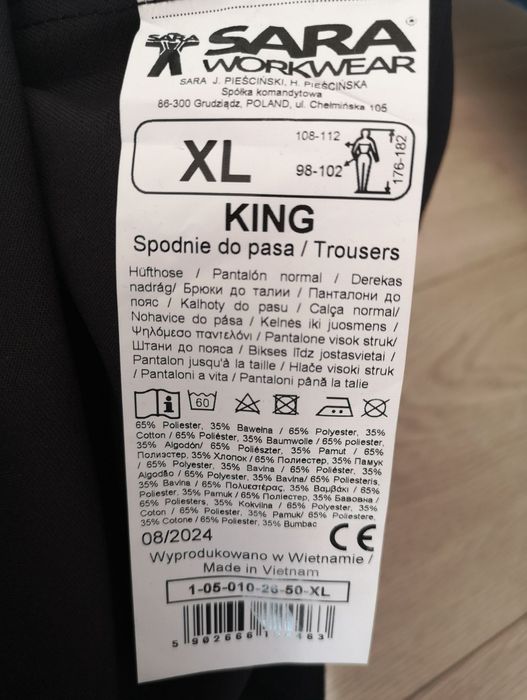 SARA
SARA
WORKWEAR
SARA J. PIEŚCIŃSKI, H. PIEŚCIŃSKA
Spółka komandytowa
86-300 Grudziądz, POLAND, ul. Chełmińska 105
XL
108-112
98-102
176-182
KING
Spodnie do pasa / Trousers
Hüfthose / Pantalón normal / Derekas
nadrág/ Брюки до талии / Панталони до
пояс / Kalhoty do pasu / Calça normal/
Nohavice do pása / Kelnės iki juosmens /
Ψηλόμεσο παντελόνι / Pantalone visok struk/
Штани до пояса / Bikses līdz jostasvietai /
Pantalon jusqu'à la taille / Hlače visoki struk
/ Pantaloni a vita / Pantaloni până la talie
60
65% Poliester, 35% Bawełna / 65% Polyester, 35%
Cotton / 65% Poliéster, 35% Baumwolle / 65% poliester,
35% Algodón/ 65% Poliészter, 35% Pamut / 65%
Полиэстер, 35% Хлопок / 65% Полиестер, 35% Памук
/ 65% Polyester, 35% Bavlna / 65% Poliéster, 35%
Algodão / 65% Polyester, 35% Bavlna/ 65% Poliesteris,
35% Bavlna / 65% Πολυεστέρας, 35% Βαμβάκι / 65%
Poliester, 35% Pamuk / 65% Поліестер, 35% Бавовна /
65% Poliesters, 35% Kokvilna / 65% Polyester, 35%
Coton / 65% Poliester, 35% Pamuk/ 65% Poliestere,
35% Cotone / 65% Poliester, 35% Bumbac
08/2024
CE
Wyprodukowano w Wietnamie /
Made in Vietnam
1-05-010-26-50-XL